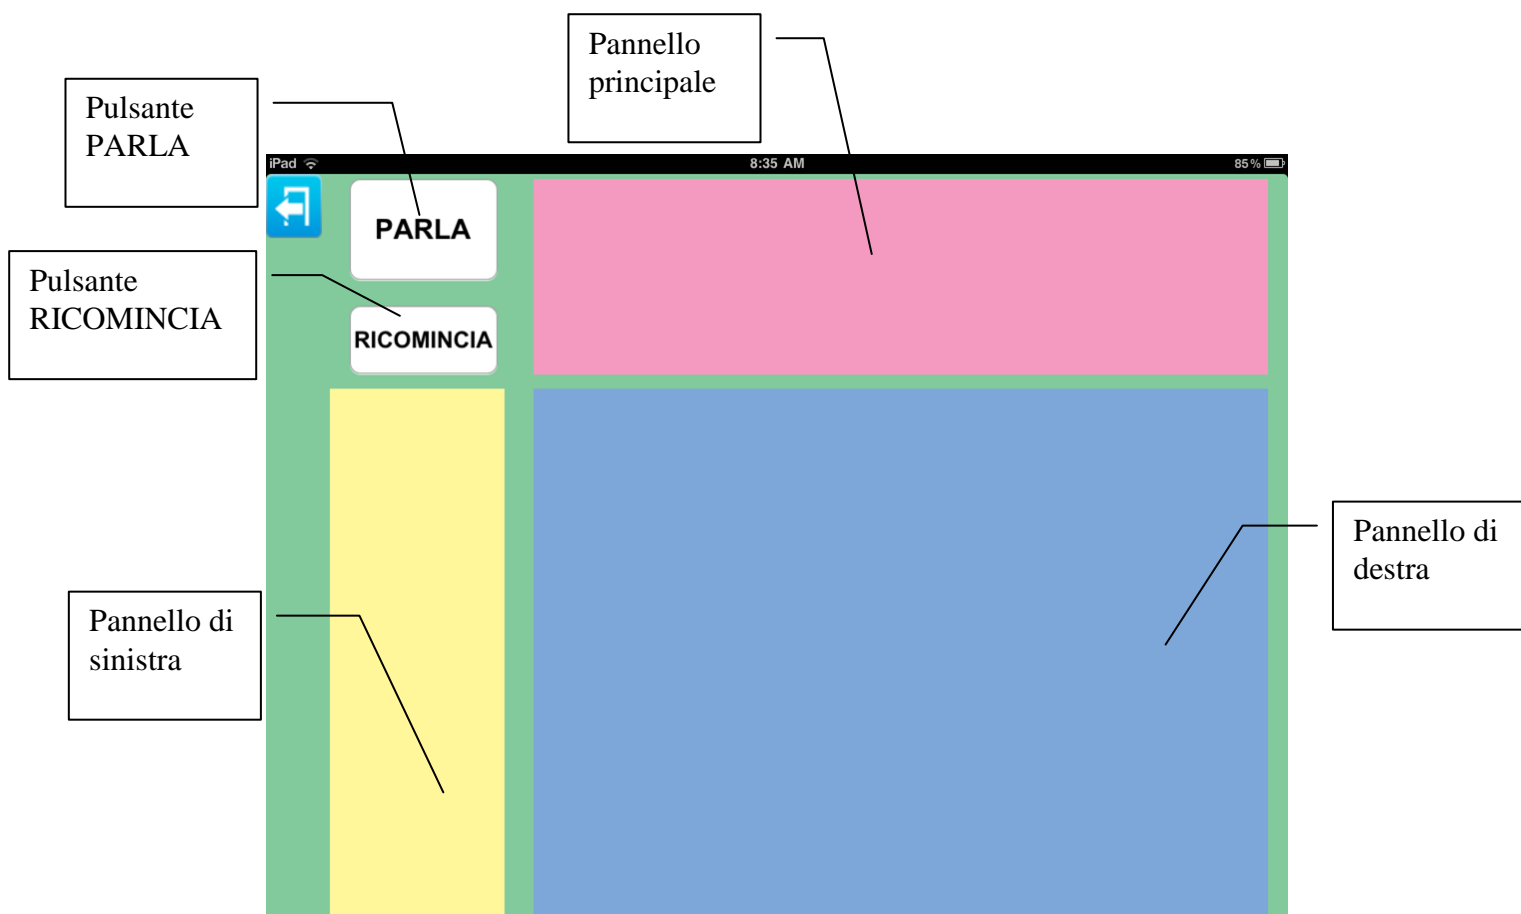 Pannello
principale
Pulsante
PARLA
iPad
8:35 AM
85%
PARLA
Pulsante
RICOMINCIA
RICOMINCIA
Pannello di
destra
Pannello di
sinistra